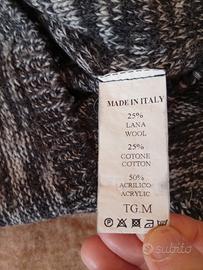 MADE IN ITALY
25%
LANA
WOOL
25%
COTONE
COTTON
50%
ACRILICO
ACRYLIC
TG.M
subito